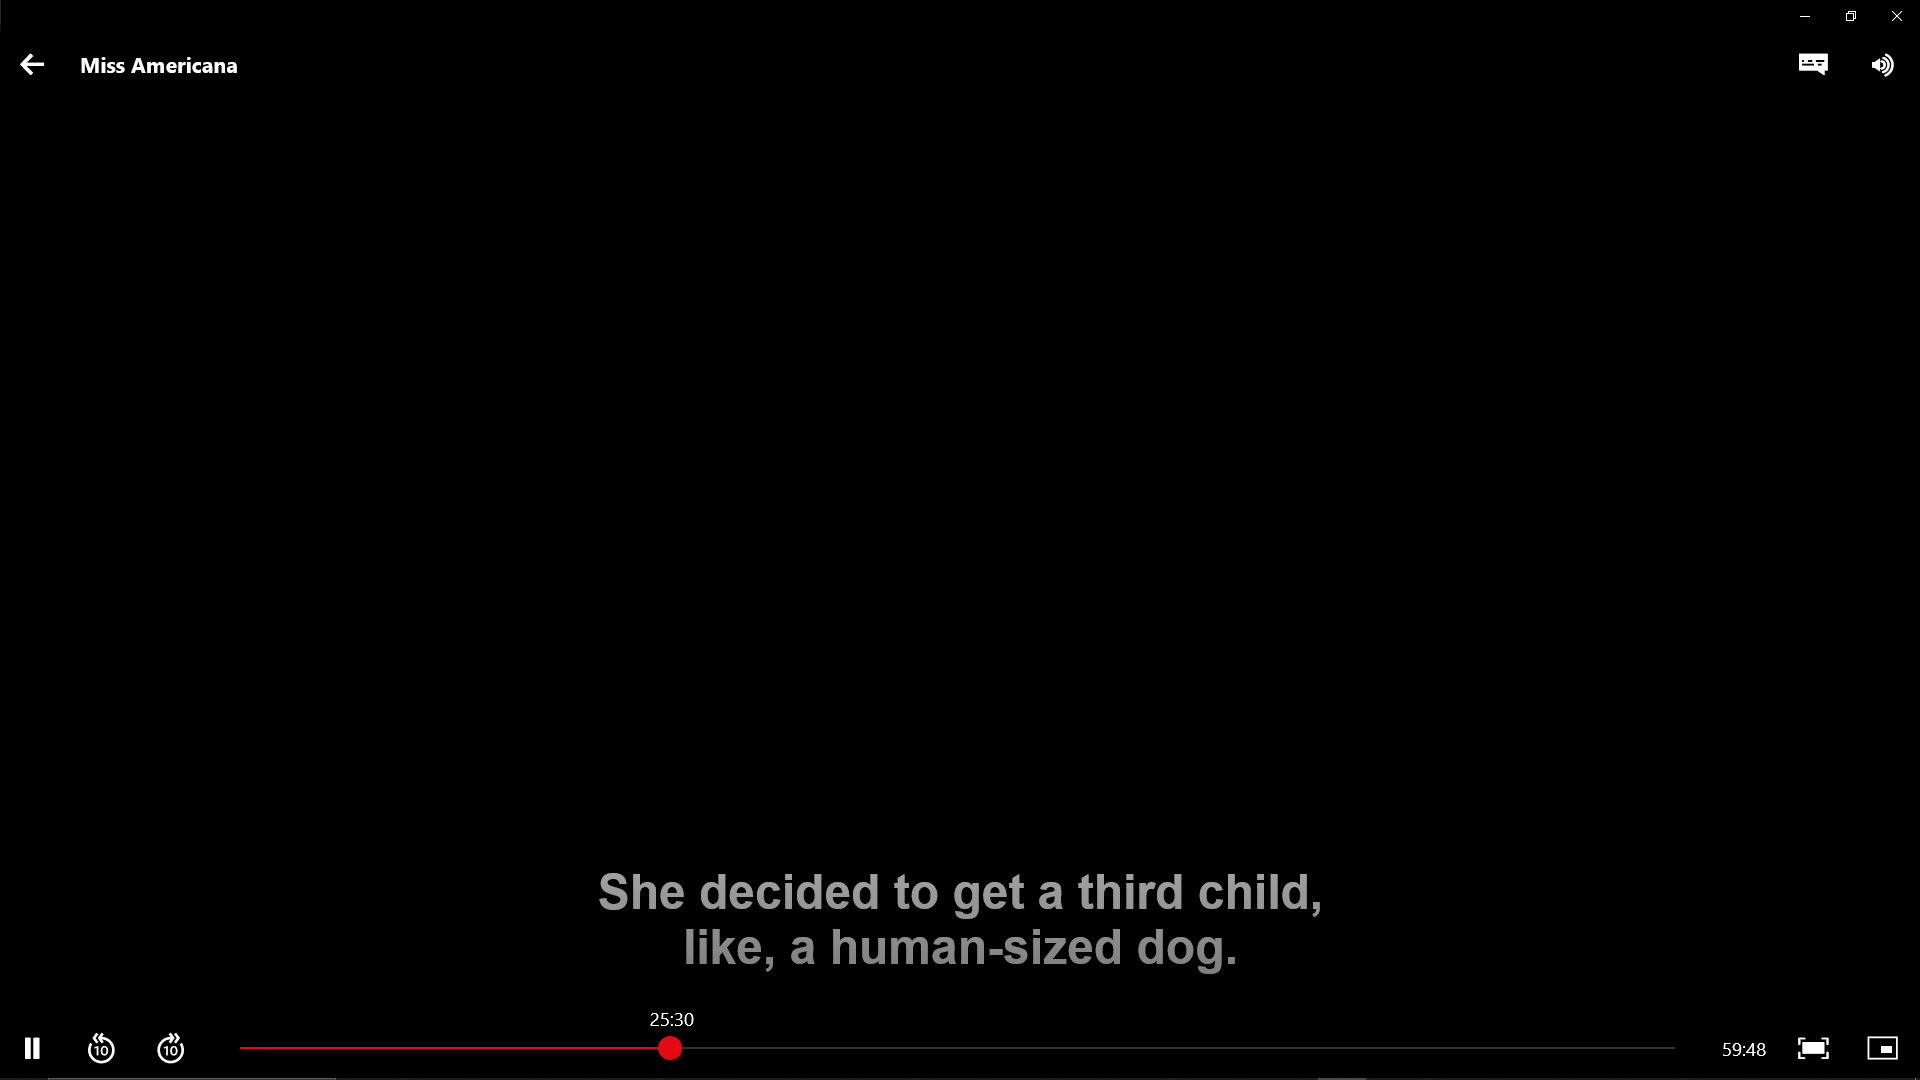 Miss Americana
She decided to get a third child,
like, a human-sized dog.
25:30
10
10
59:48